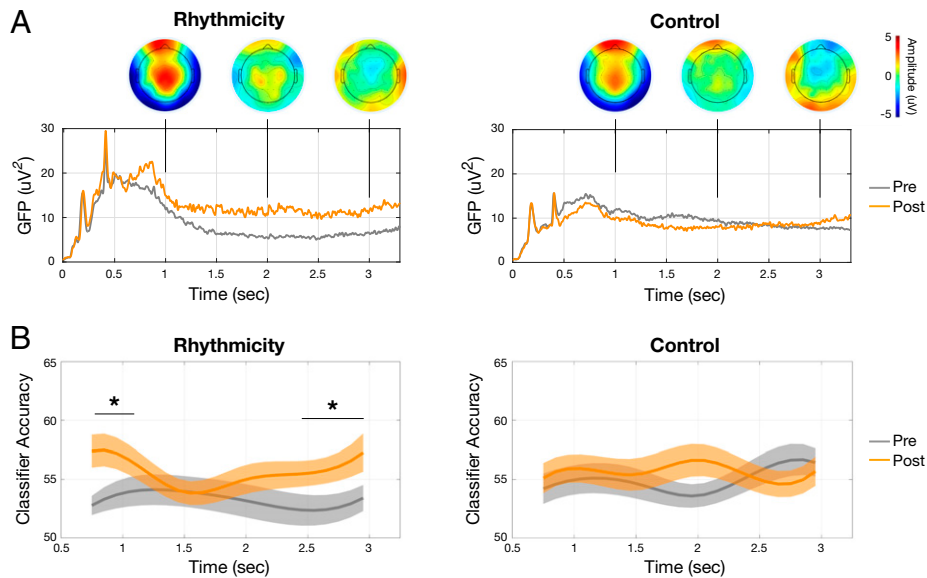 A
Rhythmicity
Control
5
0
-5
Amplitude (uV)
30
20
10
0
GFP (uV2)
0 0.5 1 1.5 2 2.5 3
Time (sec)
30
20
10
0
GFP (uV2)
0 0.5 1 1.5 2 2.5 3
Time (sec)
Pre
Post
B
Rhythmicity
Control
65
60
55
50
Classifier Accuracy
*
*
0.5 1 1.5 2 2.5 3
Time (sec)
65
60
55
50
Classifier Accuracy
0.5 1 1.5 2 2.5 3
Time (sec)
Pre
Post